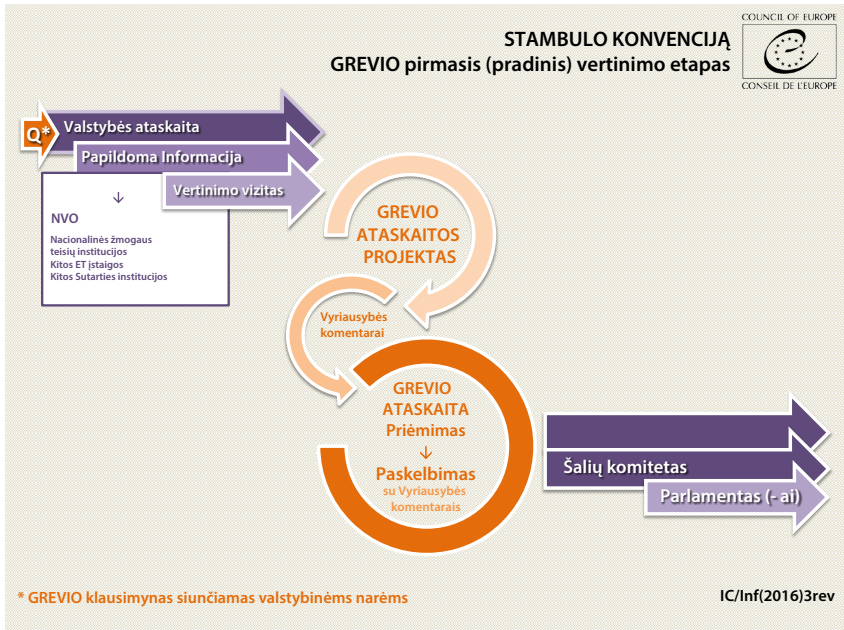 COUNCIL OF EUROPE
CONSEIL DE L'EUROPE
STAMBULO KONVENCIJĄ
GREVIO pirmasis (pradinis) vertinimo etapas
Q*
Valstybės ataskaita
Papildoma Informacija
Vertinimo vizitas
↓
NVO
Nacionalinės žmogaus
teisių institucijos
Kitos ET įstaigos
Kitos Sutarties institucijos
GREVIO
ATASKAITOS
PROJEKTAS
Vyriausybės
komentarai
GREVIO
ATASKAITA
Priėmimas
↓
Paskelbimas
su Vyriausybės
komentarais
Šalių komitetas
Parlamentas (- ai)
* GREVIO klausimynas siunčiamas valstybinėms narėms
IC/Inf(2016)3rev